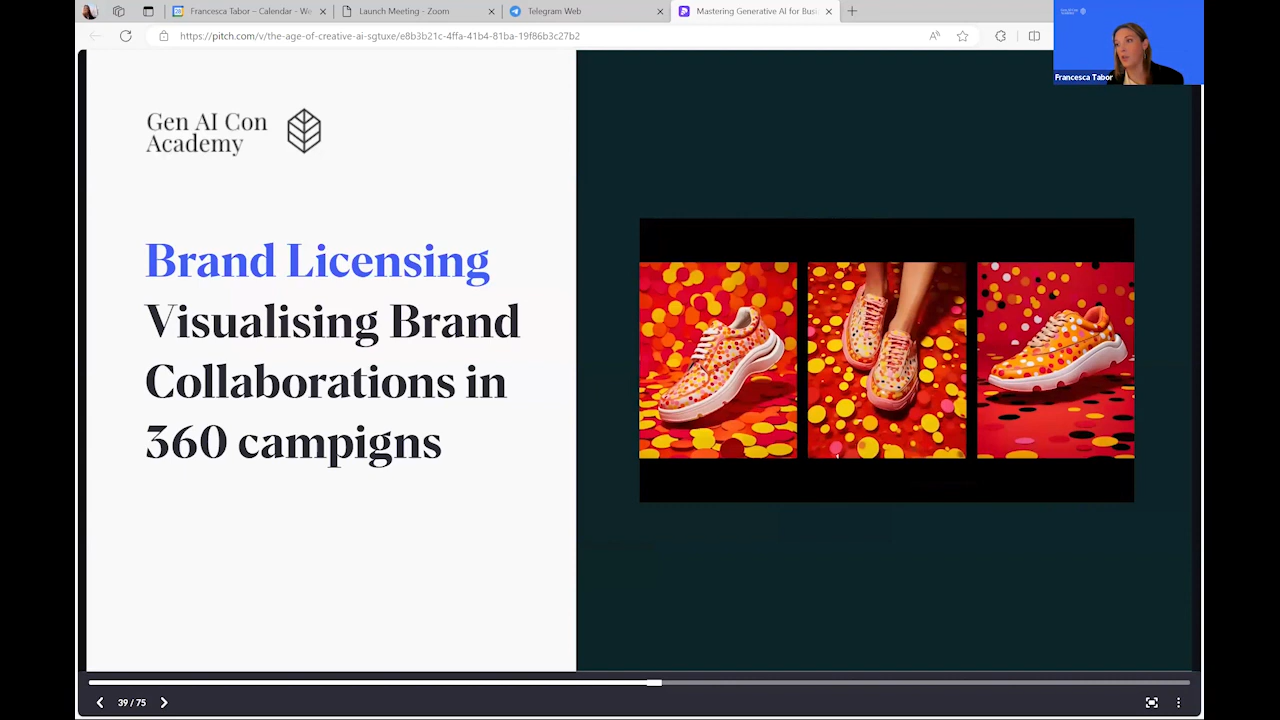 Francesca Tabor – Calendar - We
Launch Meeting - Zoom
Telegram Web
Mastering Generative AI for Busi
https://pitch.com/v/the-age-of-creative-ai-sgtuxe/e8b3b21c-4ffa-41b4-81ba-19f86b3c27b2
Francesca Tabor
Gen AI Con
Academy
Brand Licensing
Visualising Brand
Collaborations in
360 campigns
39 / 75